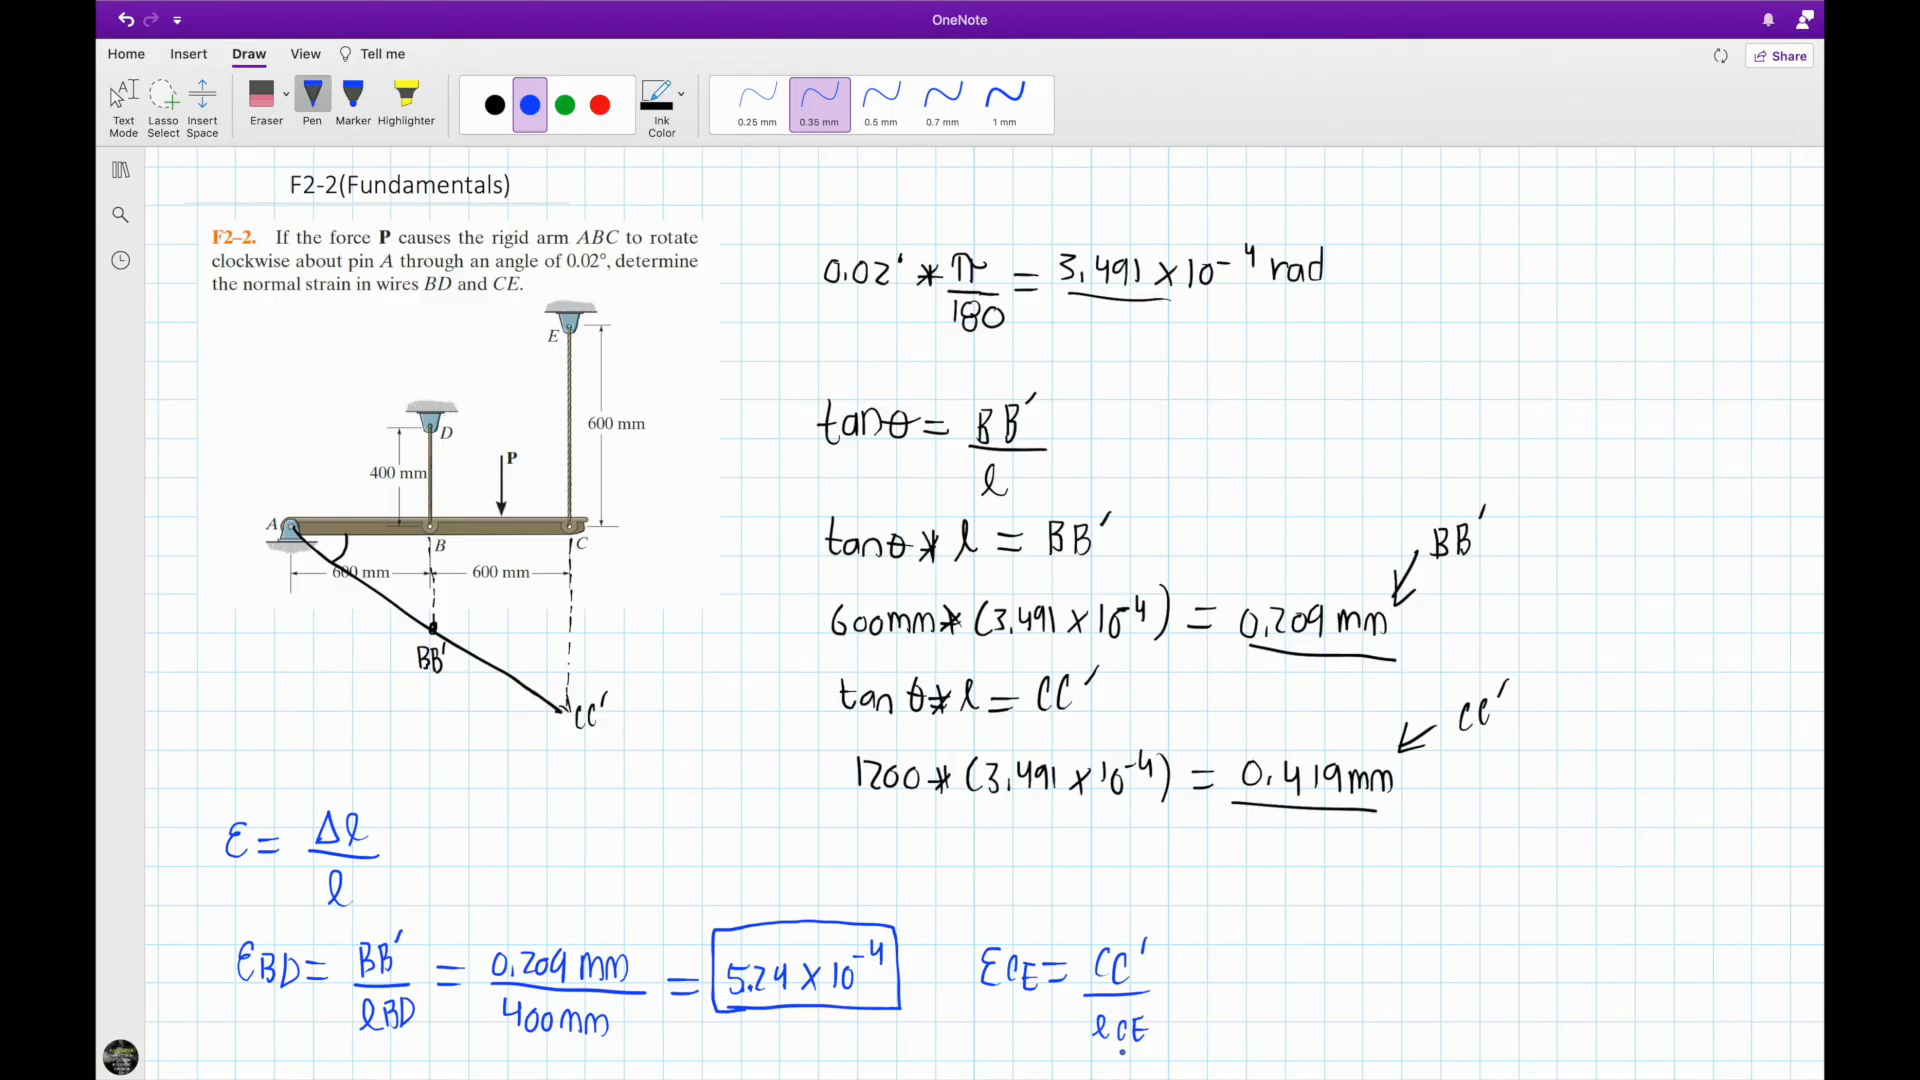 OneNote
Home Insert Draw View Tell me
Share
Text Mode
Lasso Select
Insert Space
Eraser
Pen
Marker
Highlighter
Ink Color
0.25 mm
0.35 mm
0.5 mm
0.7 mm
1 mm
F2-2(Fundamentals)
F2–2. If the force P causes the rigid arm ABC to rotate
clockwise about pin A through an angle of 0.02°, determine
the normal strain in wires BD and CE.
E
D
600 mm
400 mm
P
A
B
C
600 mm 600 mm
BB'
CC'
0.02° * π/180 = 3.491 × 10⁻⁴ rad
tanθ = BB'/l
tanθ * l = BB'
BB'
600mm * (3.491 × 10⁻⁴) = 0.209 mm
tan θ * l = CC'
CC'
1200 * (3.491 × 10⁻⁴) = 0.419mm
ε = Δl/l
εBD = BB'/lBD = 0.209 mm/400mm = 5.24 × 10⁻⁴
εCE = CC'/lCE